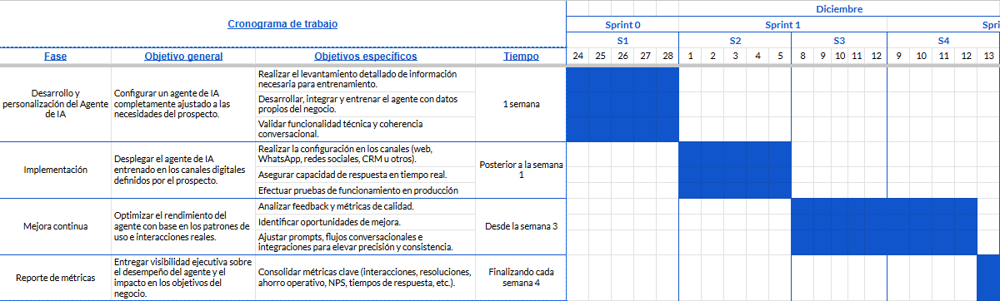 Cronograma de trabajo
Diciembre
Sprint 0
Sprint 1
Spri
S1
S2
S3
S4
Fase
Objetivo general
Objetivos específicos
Tiempo
24 25 26 27 28 1 2 3 4 5 8 9 10 11 12 9 10 11 12 13
Desarrollo y
personalización del Agente
de IA
Configurar un agente de IA
completamente ajustado a las
necesidades del prospecto.
Realizar el levantamiento detallado de información
necesaria para entrenamiento.
Desarrollar, integrar y entrenar el agente con datos
propios del negocio.
Validar funcionalidad técnica y coherencia
conversacional.
1 semana
Implementación
Desplegar el agente de IA
entrenado en los canales digitales
definidos por el prospecto.
Realizar la configuración en los canales (web,
WhatsApp, redes sociales, CRM u otros).
Asegurar capacidad de respuesta en tiempo real.
Efectuar pruebas de funcionamiento en producción
Posterior a la semana
1
Mejora continua
Optimizar el rendimiento del
agente con base en los patrones de
uso e interacciones reales.
Analizar feedback y métricas de calidad.
Identificar oportunidades de mejora.
Ajustar prompts, flujos conversacionales e
integraciones para elevar precisión y consistencia.
Desde la semana 3
Reporte de métricas
Entregar visibilidad ejecutiva sobre
el desempeño del agente y el
impacto en los objetivos del
negocio.
Consolidar métricas clave (interacciones, resoluciones,
ahorro operativo, NPS, tiempos de respuesta, etc.).
Finalizando cada
semana 4